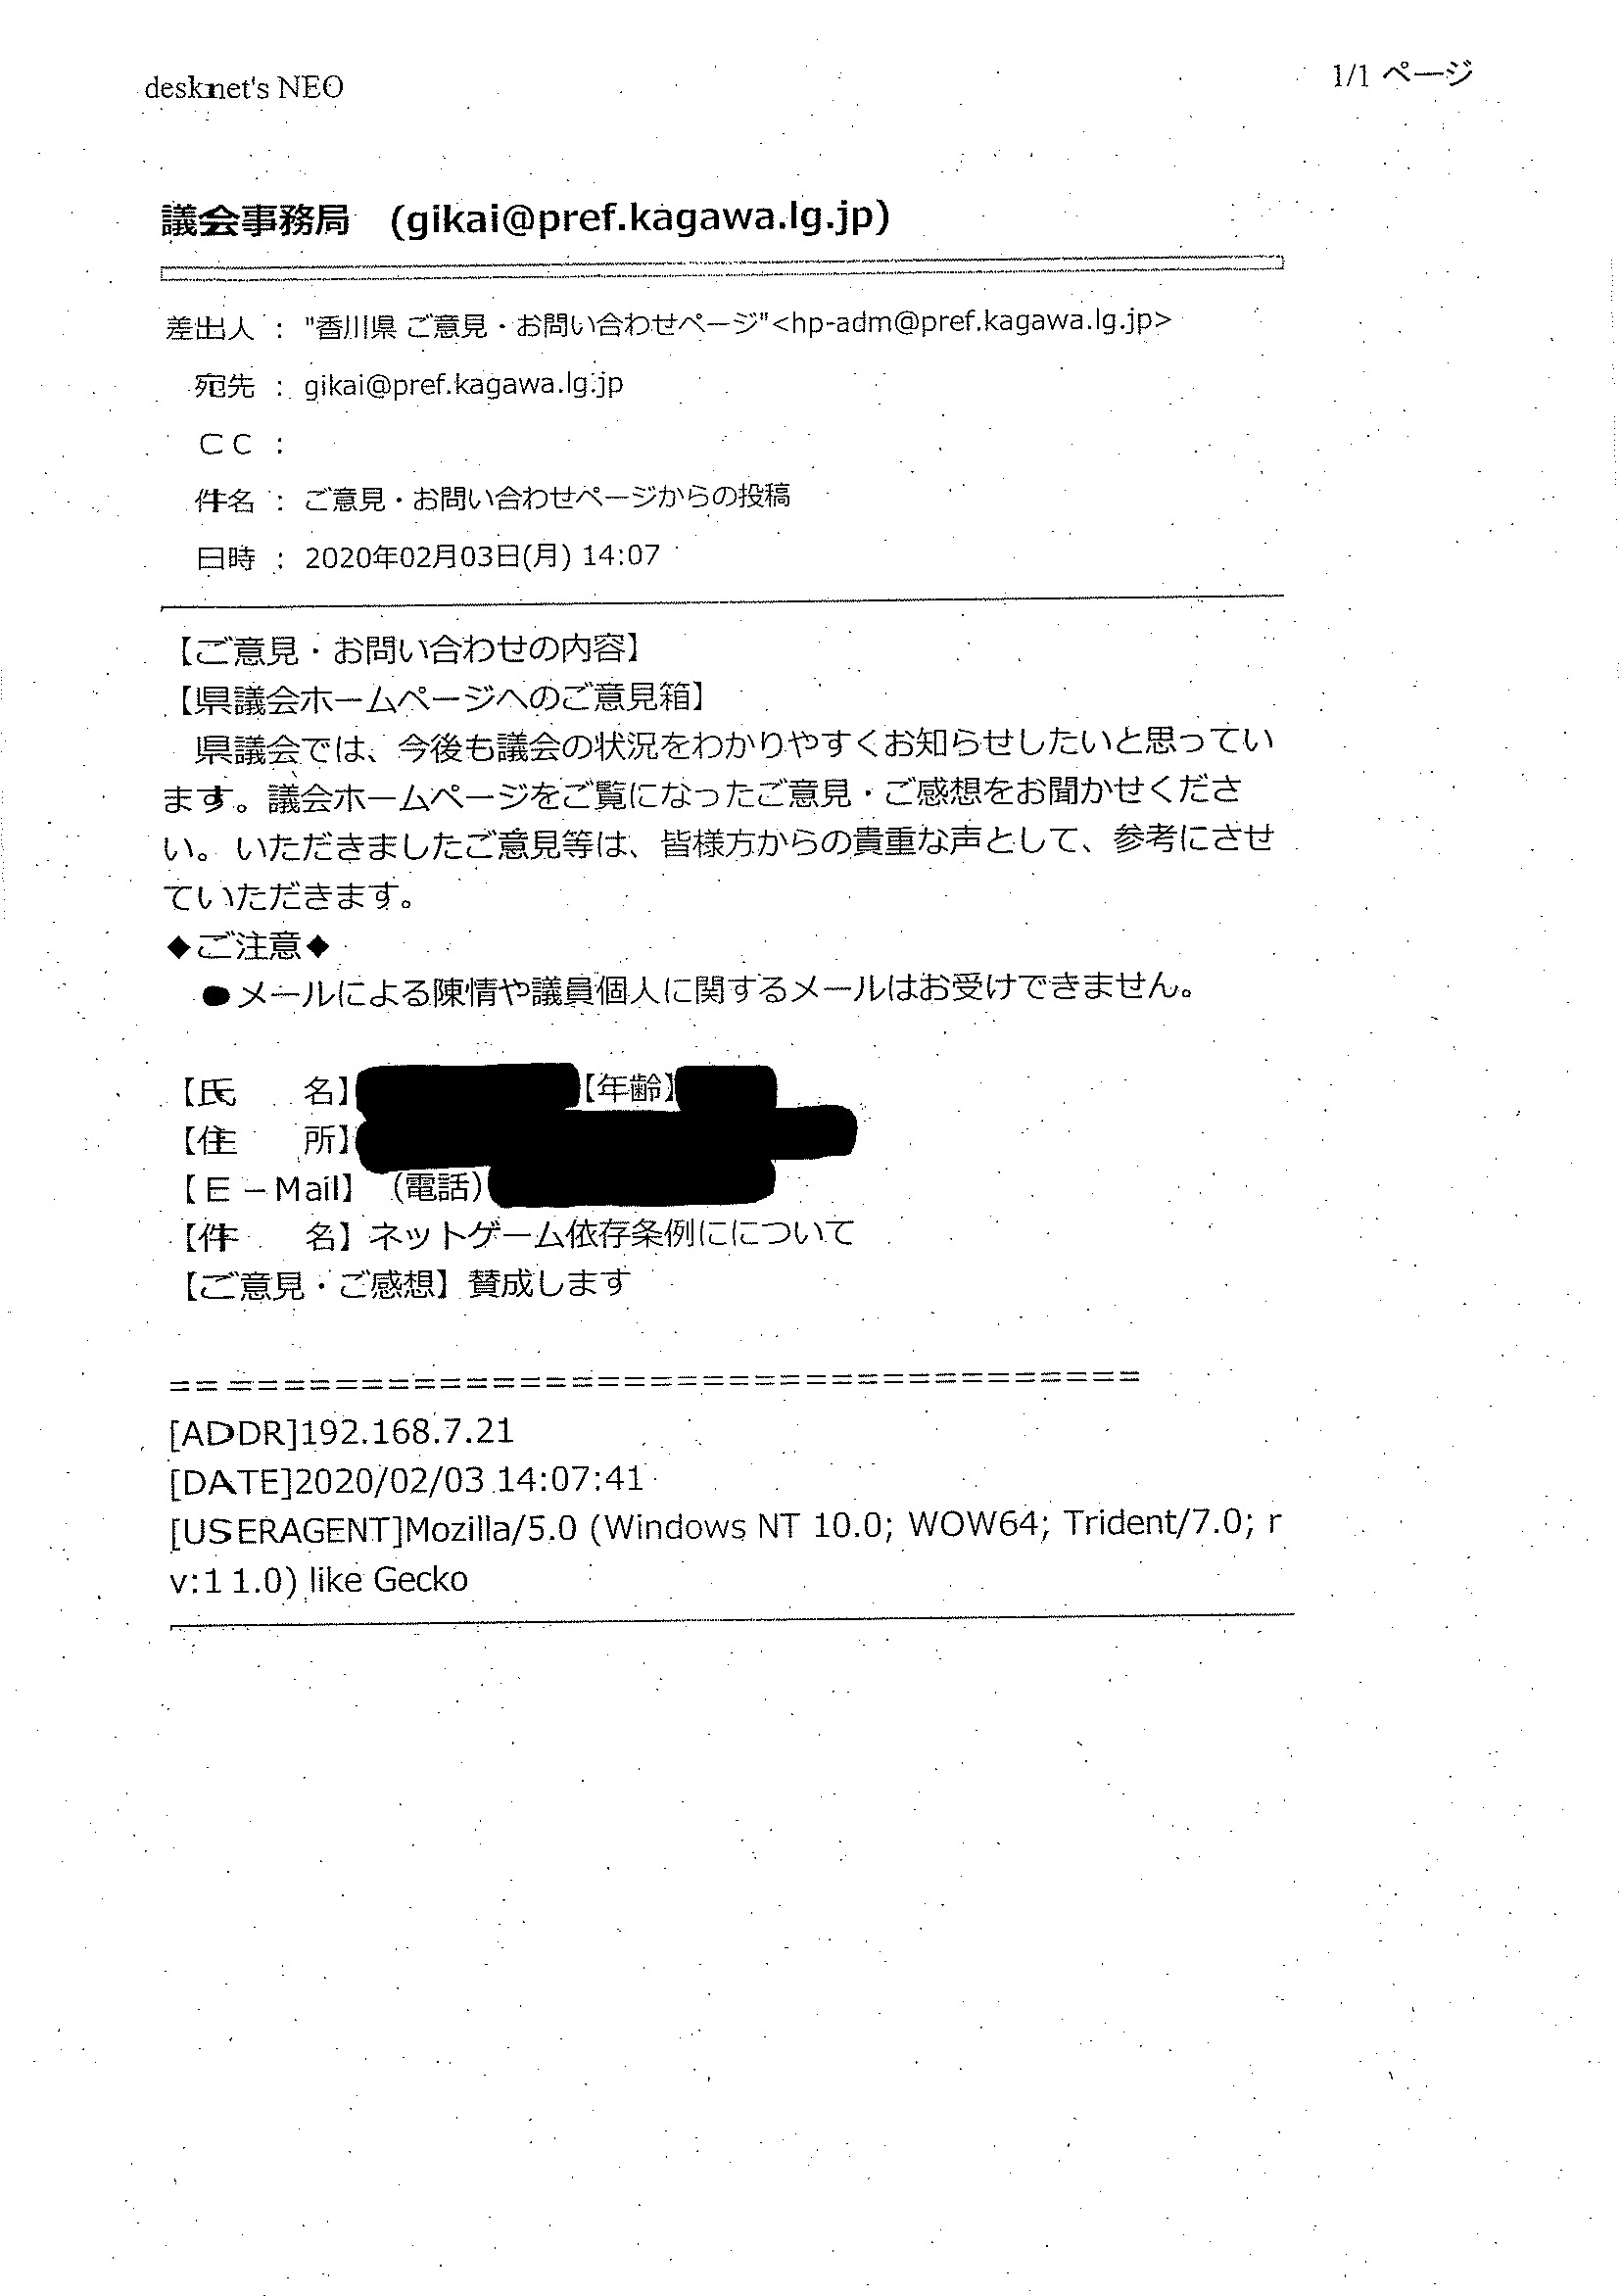 desknet's NEO
1/1 ページ
議会事務局　(gikai@pref.kagawa.lg.jp)
差出人 : "香川県 ご意見・お問い合わせページ"<hp-adm@pref.kagawa.lg.jp>
宛先 : gikai@pref.kagawa.lg.jp
ＣＣ :
件名 : ご意見・お問い合わせページからの投稿
日時 : 2020年02月03日(月) 14:07
【ご意見・お問い合わせの内容】
【県議会ホームページへのご意見箱】
　県議会では、今後も議会の状況をわかりやすくお知らせしたいと思ってい
ます。議会ホームページをご覧になったご意見・ご感想をお聞かせくださ
い。いただきましたご意見等は、皆様方からの貴重な声として、参考にさせ
ていただきます。
◆ご注意◆
　●メールによる陳情や議員個人に関するメールはお受けできません。
【氏　　名】【年齢】
【住　　所】
【Ｅ－Mail】（電話）
【件　　名】ネットゲーム依存条例にについて
【ご意見・ご感想】賛成します
======================================
[ADDR]192.168.7.21
[DATE]2020/02/03 14:07:41
[USERAGENT]Mozilla/5.0 (Windows NT 10.0; WOW64; Trident/7.0; r
v:11.0) like Gecko